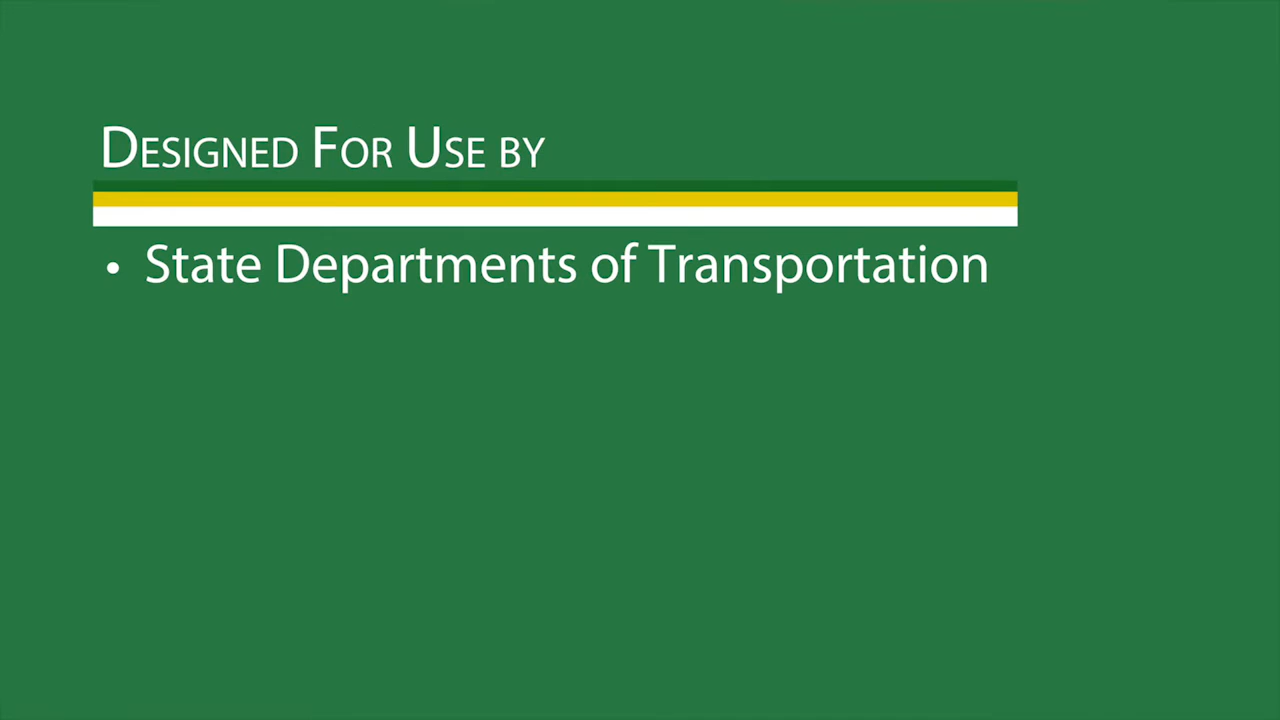 Designed For Use by
• State Departments of Transportation